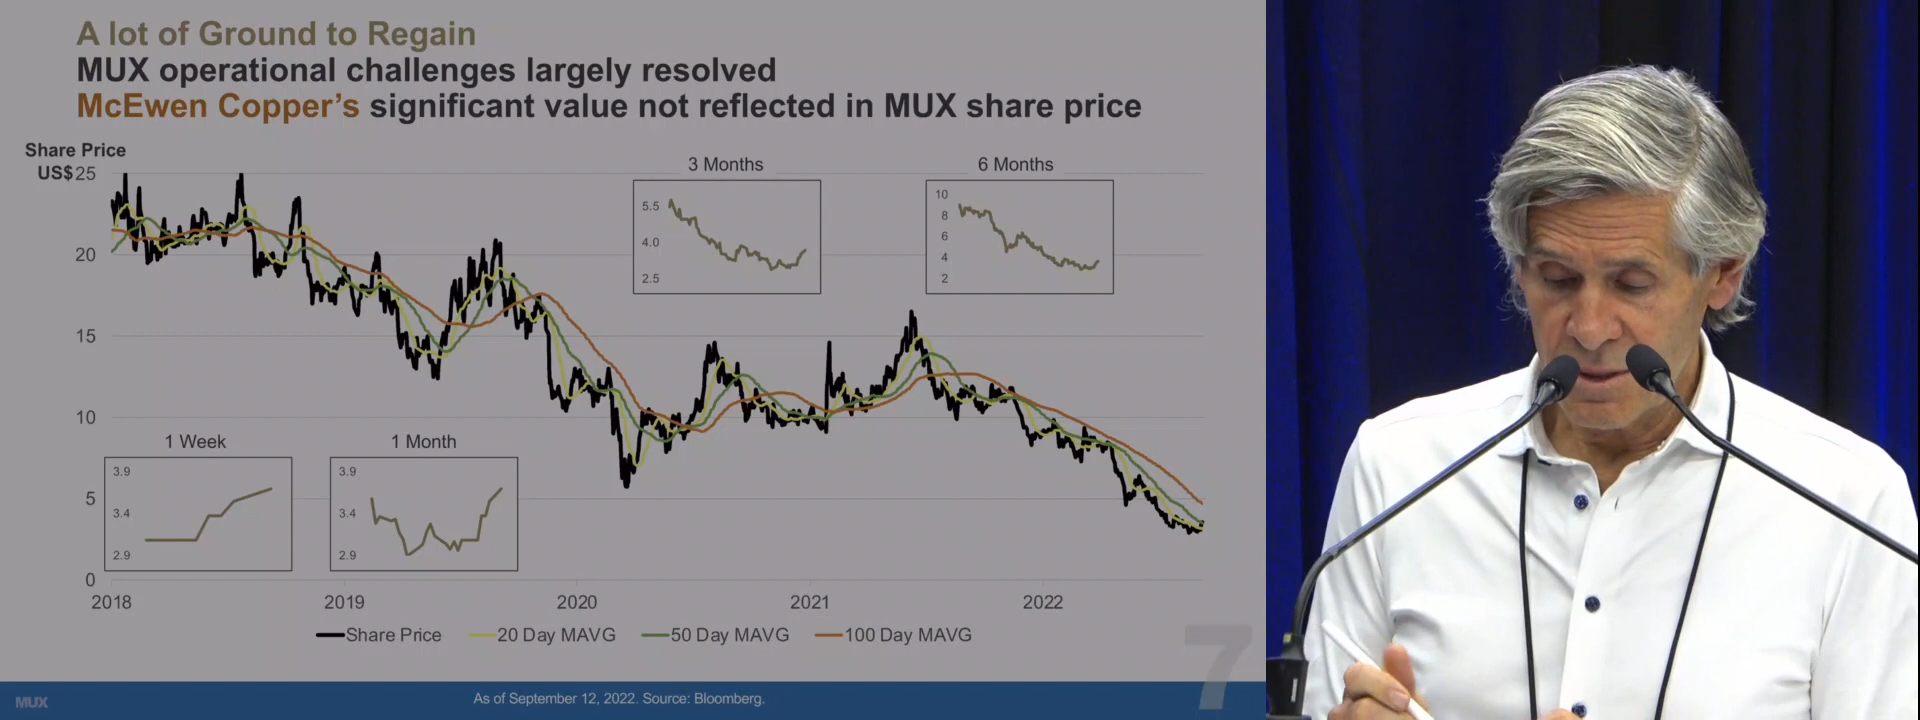 A lot of Ground to Regain
MUX operational challenges largely resolved
McEwen Copper's significant value not reflected in MUX share price
Share Price
US$25
20
15
10
5
0
3 Months
5.5
4.0
2.5
6 Months
10
8
6
4
2
1 Week
3.9
3.4
2.9
1 Month
3.9
3.4
2.9
2018 2019 2020 2021 2022
Share Price 20 Day MAVG 50 Day MAVG 100 Day MAVG
7
MUX
As of September 12, 2022. Source: Bloomberg.